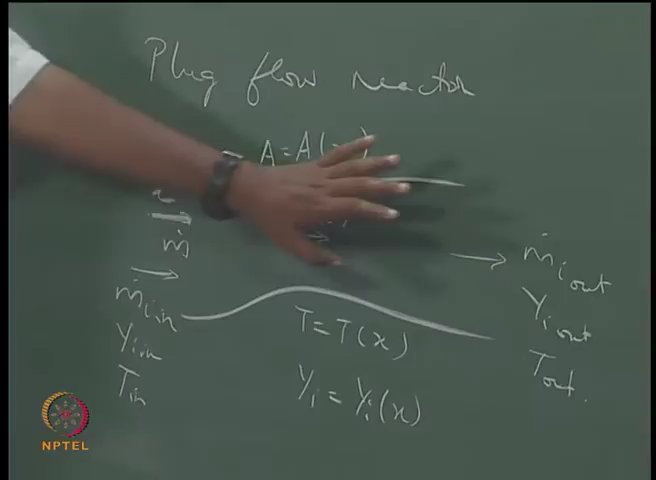 Plug flow reactor
A = A(
ṁ
ṁi,in
Yi,in
Tin
T = T(x)
Yi = Yi(x)
ṁi out
Yi out
Tout.
NPTEL